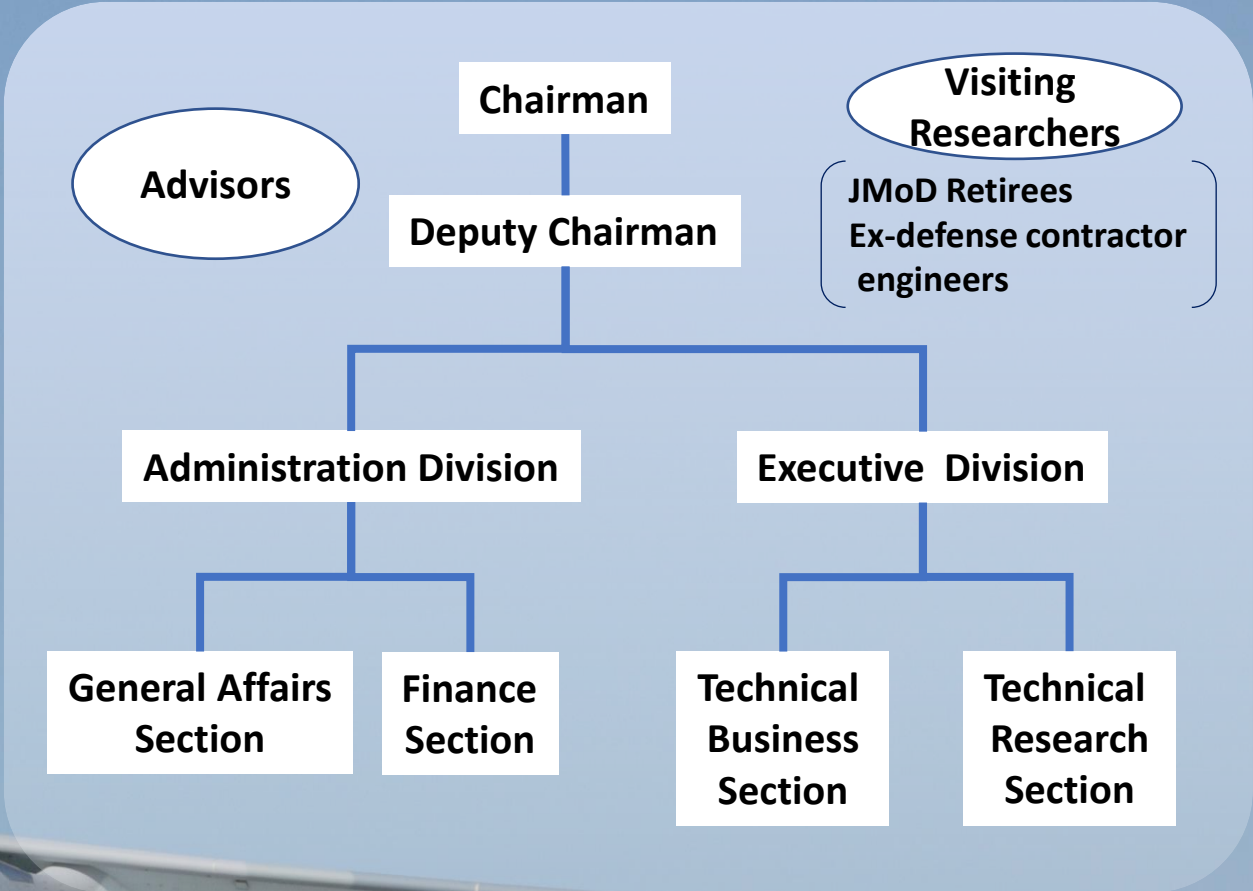 Chairman
Visiting
Researchers
Advisors
JMoD Retirees
Ex-defense contractor
engineers
Deputy Chairman
Administration Division
Executive Division
General Affairs
Section
Finance
Section
Technical
Business
Section
Technical
Research
Section